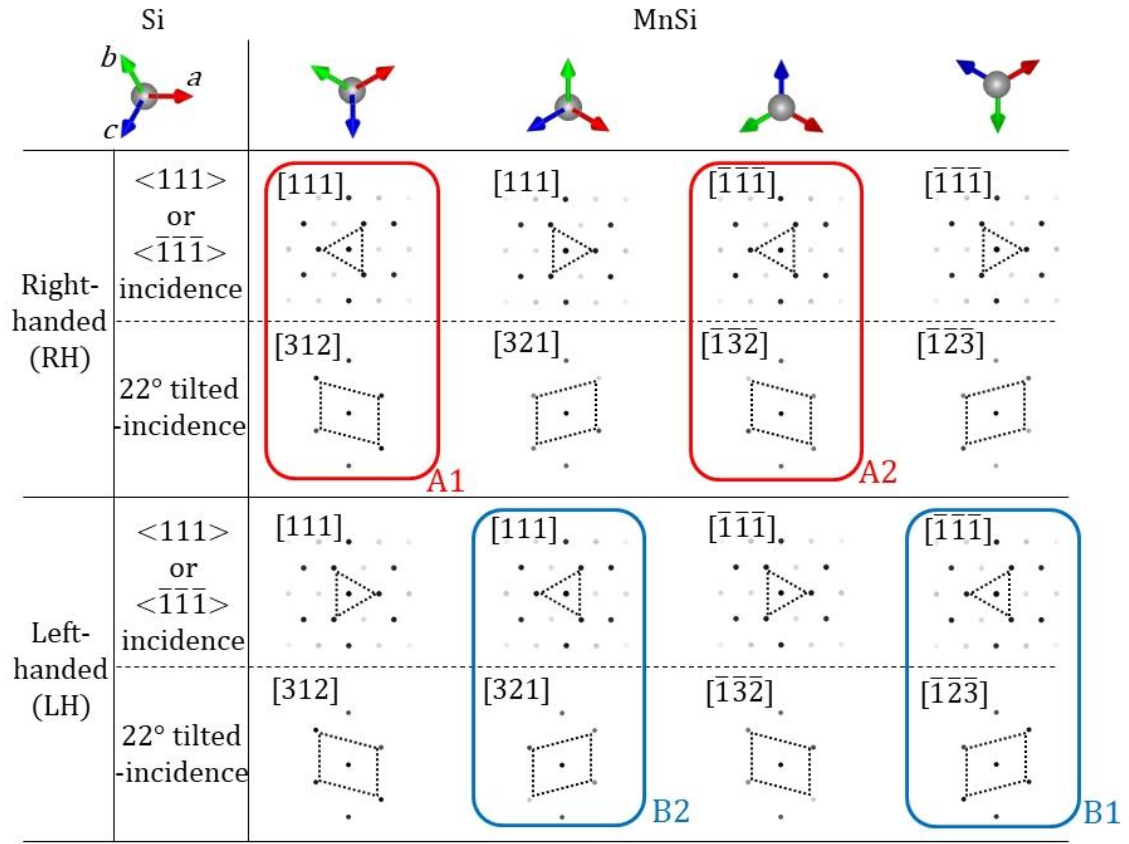 Si MnSi
b
a
c
<111>
or
<1̅1̅1̅>
incidence
[111] [111] [1̅1̅1̅] [1̅1̅1̅]
Right-
handed
(RH)
22° tilted
-incidence
[312] [321] [1̅3̅2̅] [1̅2̅3̅]
A1 A2
<111>
or
<1̅1̅1̅>
incidence
[111] [111] [1̅1̅1̅] [1̅1̅1̅]
Left-
handed
(LH)
22° tilted
-incidence
[312] [321] [1̅3̅2̅] [1̅2̅3̅]
B2 B1